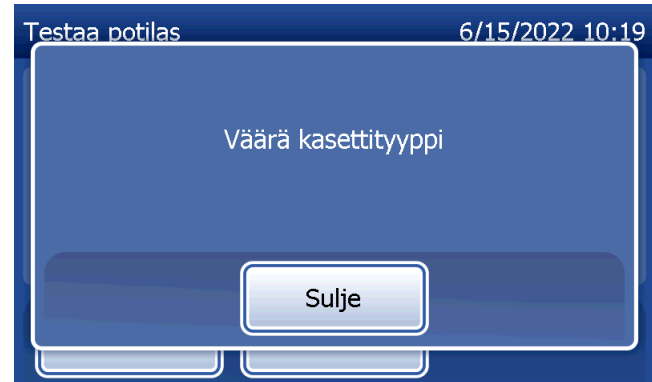 Testaa potilas 6/15/2022 10:19
Väärä kasettityyppi
Sulje